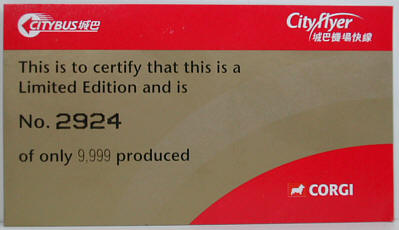 CITYBUS城巴
Cityflyer
城巴機場快線
This is to certify that this is a
Limited Edition and is
No. 2924
of only 9,999 produced
CORGI